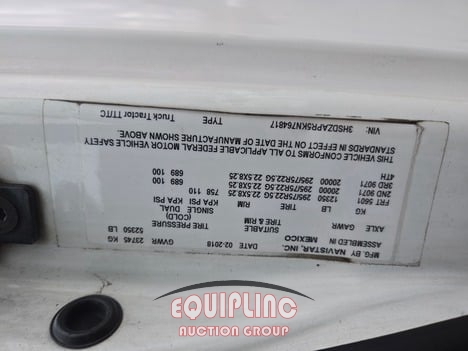 MFG. BY NAVISTAR, INC. DATE 02-2018 GVWR: 23745 KG 52350 LB
ASSEMBLED IN MEXICO
SUITABLE TIRE & RIM TIRE PRESSURE (COLD)
AXLE GAWR SINGLE DUAL
KG LB TIRE RIM KPA PSI KPA PSI
FRT 5601 12350 295/75R22.5G 22.5X8.25 758 110
2ND 9071 20000 295/75R22.5G 22.5X8.25 689 100
3RD 9071 20000 295/75R22.5G 22.5X8.25 689 100
4TH
THIS VEHICLE CONFORMS TO ALL APPLICABLE FEDERAL MOTOR VEHICLE SAFETY
STANDARDS IN EFFECT ON THE DATE OF MANUFACTURE SHOWN ABOVE.
VIN: 3HSDZAPR5KN764817 TYPE Truck Tractor TT/TC
EQUIPLINC
AUCTION GROUP